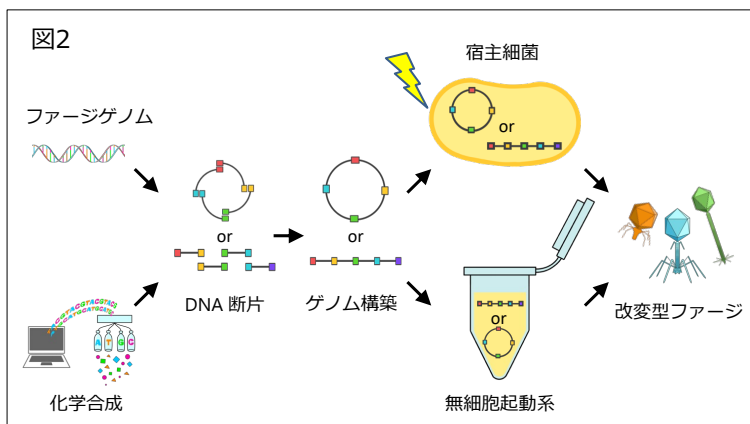 図2
ファージゲノム
化学合成
A T G C
or
DNA 断片
or
ゲノム構築
宿主細菌
or
or
無細胞起動系
改変型ファージ